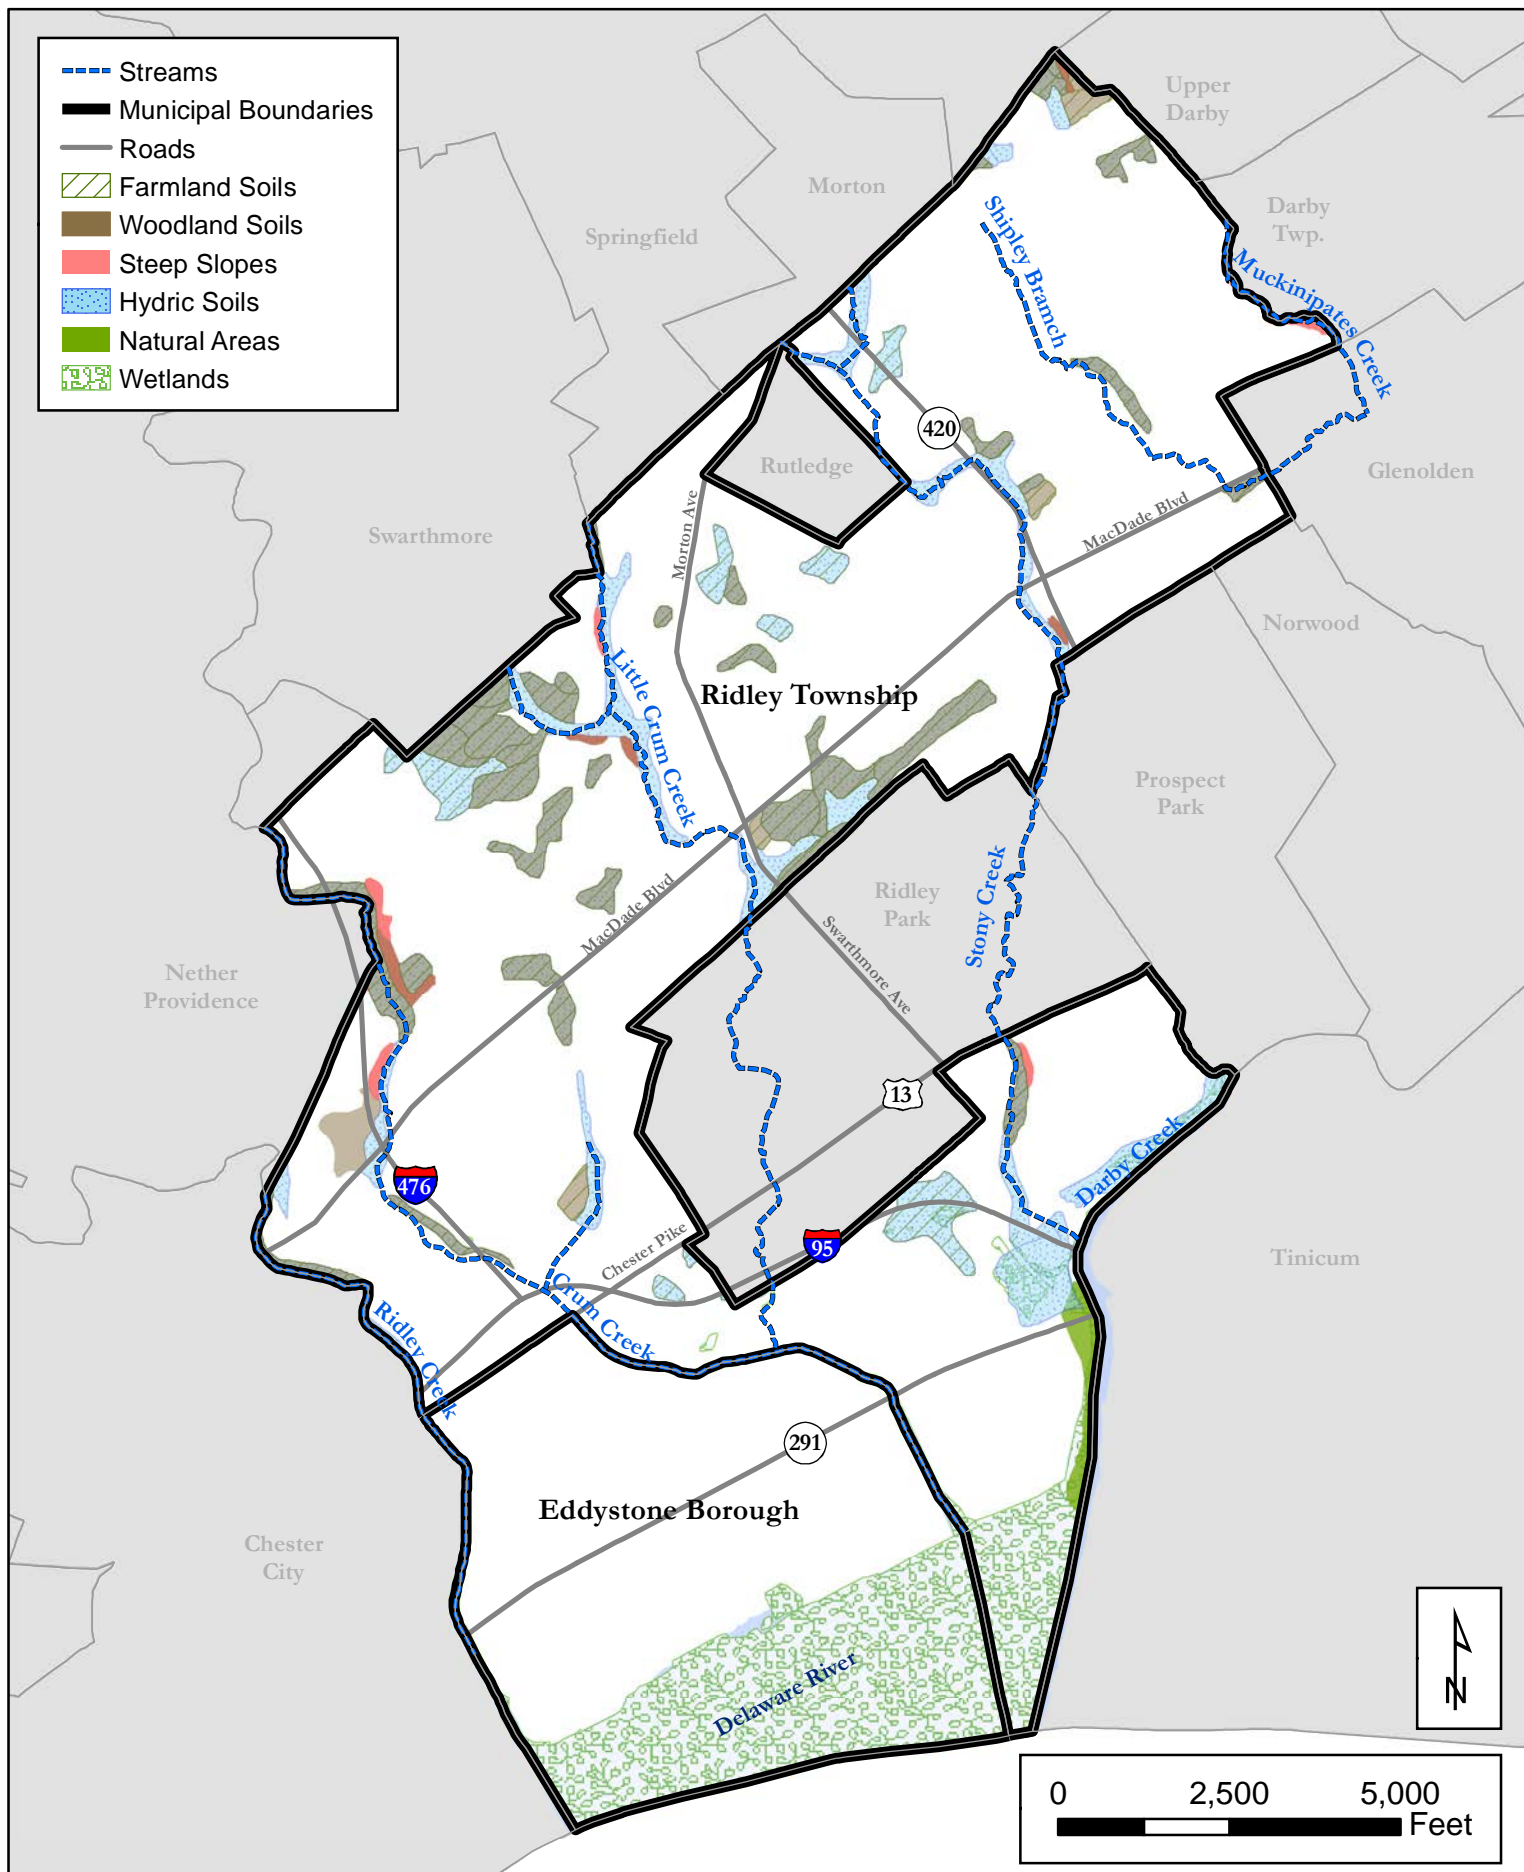 Streams
Municipal Boundaries
Roads
Farmland Soils
Woodland Soils
Steep Slopes
Hydric Soils
Natural Areas
Wetlands
Upper
Darby
Morton
Springfield
Darby
Twp.
Shipley Bramch
Muckinipates Creek
420
Rutledge
Glenolden
Morton Ave
MacDade Blvd
Swarthmore
Norwood
Little Crum Creek
Ridley Township
Prospect
Park
Ridley
Park
Stony Creek
MacDade Blvd
Swarthmore Ave
Nether
Providence
13
476
Darby Creek
Chester Pike
95
Tinicum
Crum Creek
Ridley Creek
291
Eddystone Borough
Chester
City
Delaware River
N
0 2,500 5,000
Feet